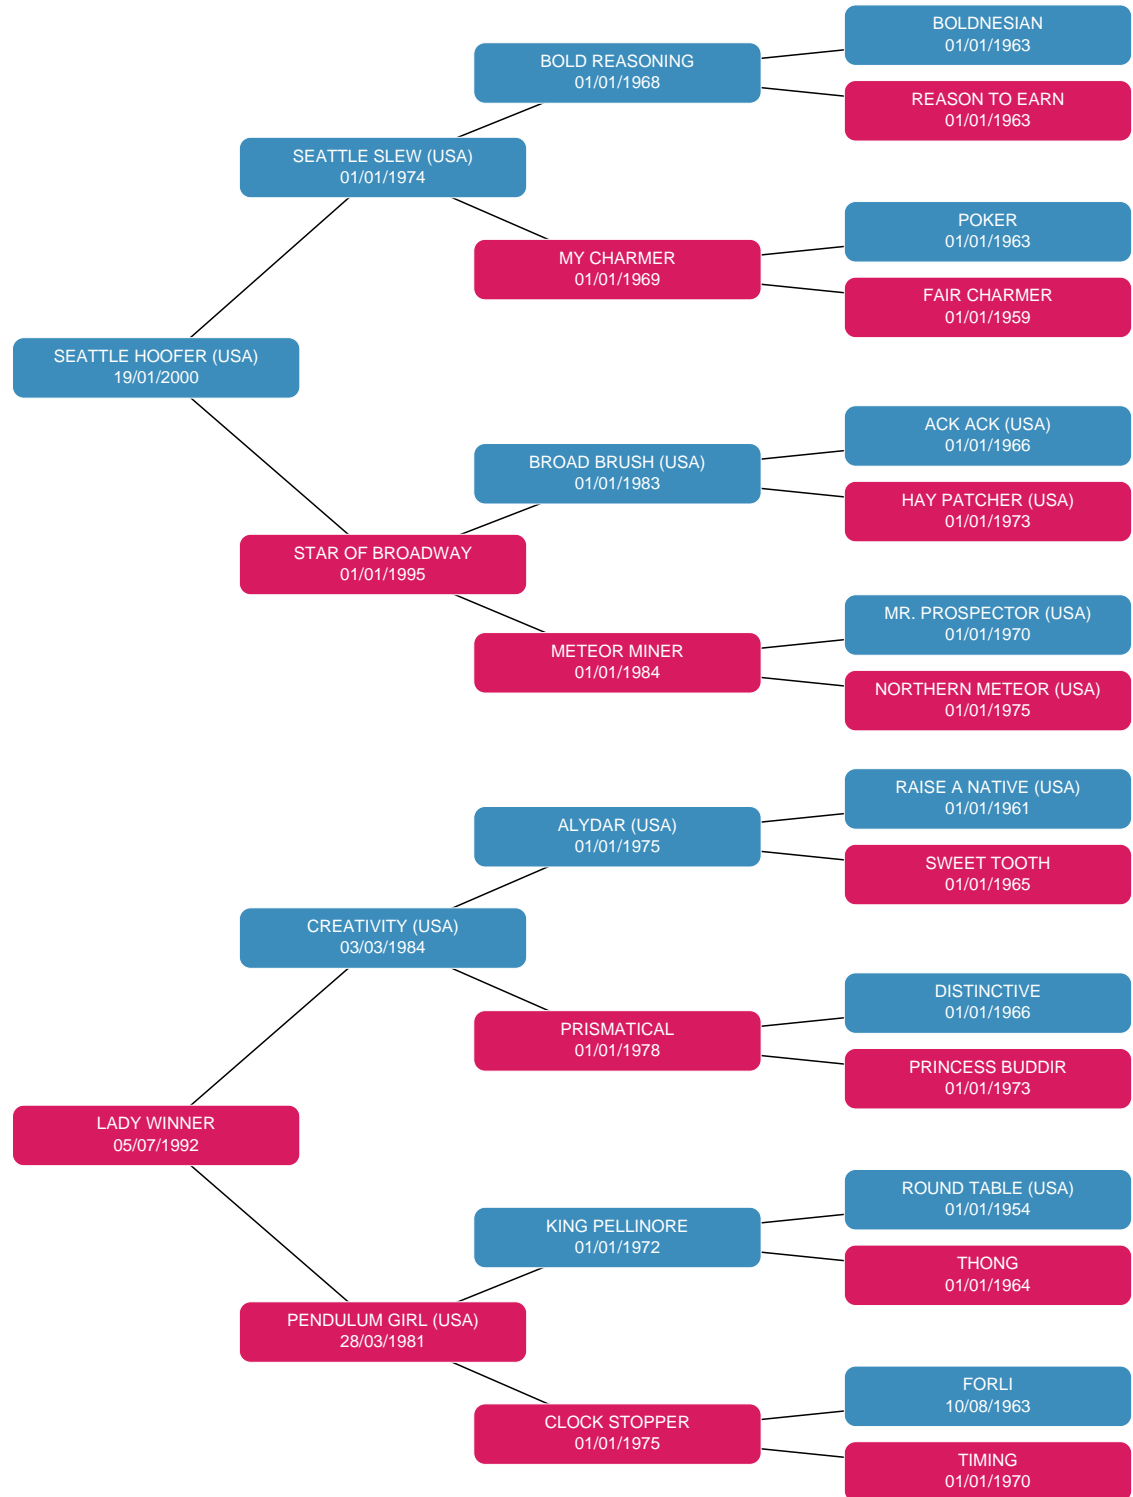 BOLDNESIAN
01/01/1963
BOLD REASONING
01/01/1968
REASON TO EARN
01/01/1963
SEATTLE SLEW (USA)
01/01/1974
POKER
01/01/1963
MY CHARMER
01/01/1969
FAIR CHARMER
01/01/1959
SEATTLE HOOFER (USA)
19/01/2000
ACK ACK (USA)
01/01/1966
BROAD BRUSH (USA)
01/01/1983
HAY PATCHER (USA)
01/01/1973
STAR OF BROADWAY
01/01/1995
MR. PROSPECTOR (USA)
01/01/1970
METEOR MINER
01/01/1984
NORTHERN METEOR (USA)
01/01/1975
RAISE A NATIVE (USA)
01/01/1961
ALYDAR (USA)
01/01/1975
SWEET TOOTH
01/01/1965
CREATIVITY (USA)
03/03/1984
DISTINCTIVE
01/01/1966
PRISMATICAL
01/01/1978
PRINCESS BUDDIR
01/01/1973
LADY WINNER
05/07/1992
ROUND TABLE (USA)
01/01/1954
KING PELLINORE
01/01/1972
THONG
01/01/1964
PENDULUM GIRL (USA)
28/03/1981
FORLI
10/08/1963
CLOCK STOPPER
01/01/1975
TIMING
01/01/1970